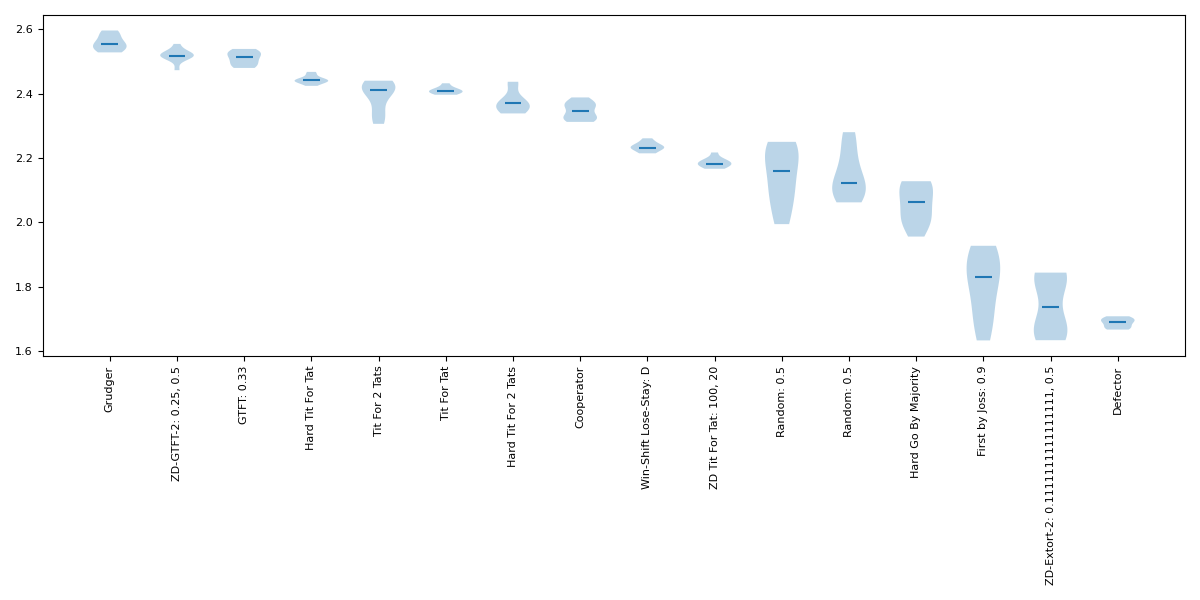 2.6
2.4
2.2
2.0
1.8
1.6
Grudger
ZD-GTFT-2: 0.25, 0.5
GTFT: 0.33
Hard Tit For Tat
Tit For 2 Tats
Tit For Tat
Hard Tit For 2 Tats
Cooperator
Win-Shift Lose-Stay: D
ZD Tit For Tat: 100, 20
Random: 0.5
Random: 0.5
Hard Go By Majority
First by Joss: 0.9
ZD-Extort-2: 0.1111111111111111, 0.5
Defector